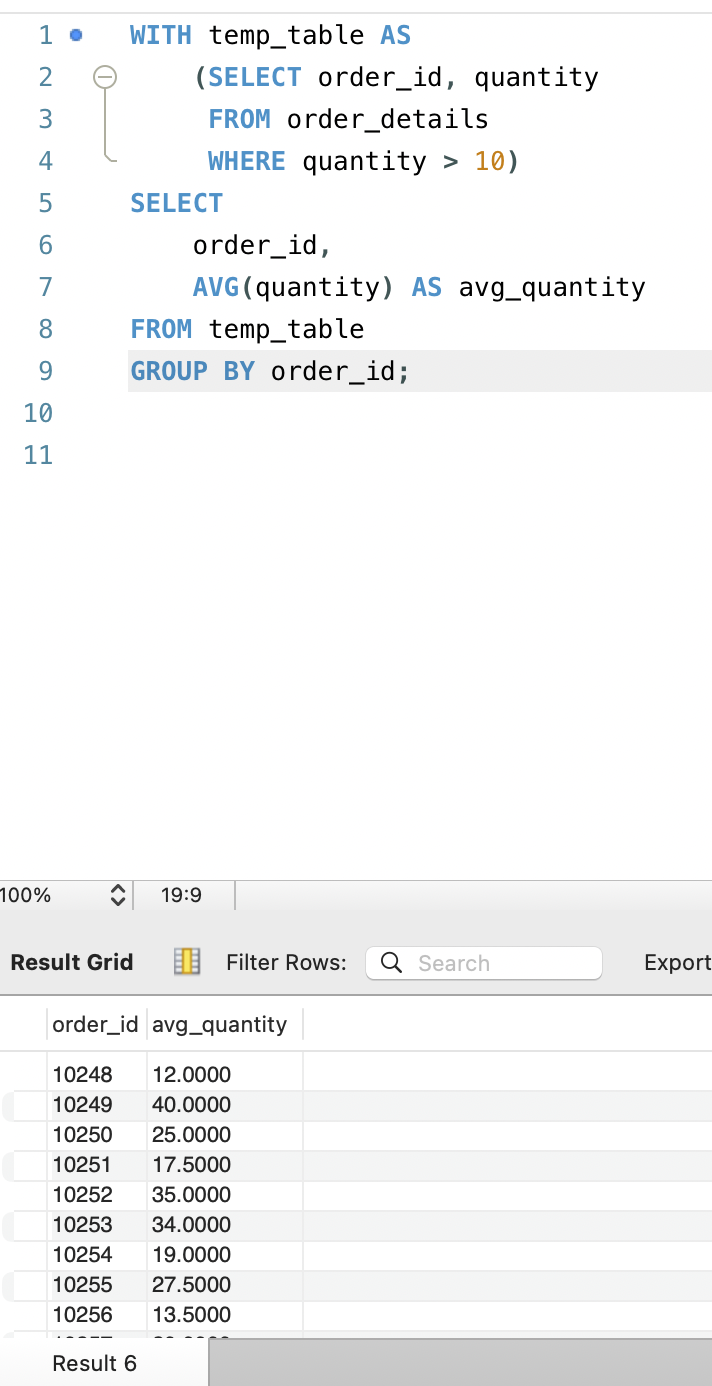 1 WITH temp_table AS
2 (SELECT order_id, quantity
3 FROM order_details
4 WHERE quantity > 10)
5 SELECT
6 order_id,
7 AVG(quantity) AS avg_quantity
8 FROM temp_table
9 GROUP BY order_id;
10
11
100% 19:9
Result Grid Filter Rows: Search Export
order_id avg_quantity
10248 12.0000
10249 40.0000
10250 25.0000
10251 17.5000
10252 35.0000
10253 34.0000
10254 19.0000
10255 27.5000
10256 13.5000
Result 6